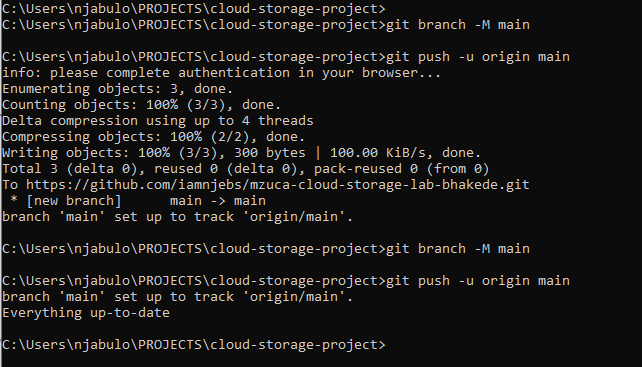 C:\Users\njabulo\PROJECTS\cloud-storage-project>
C:\Users\njabulo\PROJECTS\cloud-storage-project>git branch -M main
C:\Users\njabulo\PROJECTS\cloud-storage-project>git push -u origin main
info: please complete authentication in your browser...
Enumerating objects: 3, done.
Counting objects: 100% (3/3), done.
Delta compression using up to 4 threads
Compressing objects: 100% (2/2), done.
Writing objects: 100% (3/3), 300 bytes | 100.00 KiB/s, done.
Total 3 (delta 0), reused 0 (delta 0), pack-reused 0 (from 0)
To https://github.com/iamnjebs/mzuca-cloud-storage-lab-bhakede.git
 * [new branch]      main -> main
branch 'main' set up to track 'origin/main'.
C:\Users\njabulo\PROJECTS\cloud-storage-project>git branch -M main
C:\Users\njabulo\PROJECTS\cloud-storage-project>git push -u origin main
branch 'main' set up to track 'origin/main'.
Everything up-to-date
C:\Users\njabulo\PROJECTS\cloud-storage-project>